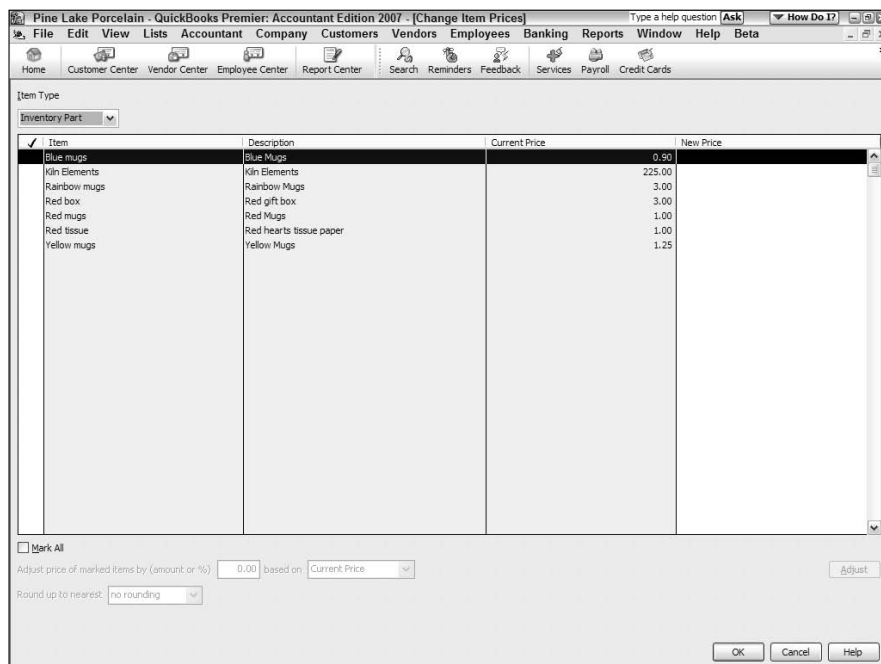 Pine Lake Porcelain - QuickBooks Premier: Accountant Edition 2007 - [Change Item Prices] Type a help question Ask How Do I?
File Edit View Lists Accountant Company Customers Vendors Employees Banking Reports Window Help Beta
Home Customer Center Vendor Center Employee Center Report Center Search Reminders Feedback Services Payroll Credit Cards
Item Type
Inventory Part
Item Description Current Price New Price
Blue mugs Blue Mugs 0.90
Kiln Elements Kiln Elements 225.00
Rainbow mugs Rainbow Mugs 3.00
Red box Red gift box 3.00
Red mugs Red Mugs 1.00
Red tissue Red hearts tissue paper 1.00
Yellow mugs Yellow Mugs 1.25
Mark All
Adjust price of marked items by (amount or %) 0.00 based on Current Price Adjust
Round up to nearest no rounding
OK Cancel Help